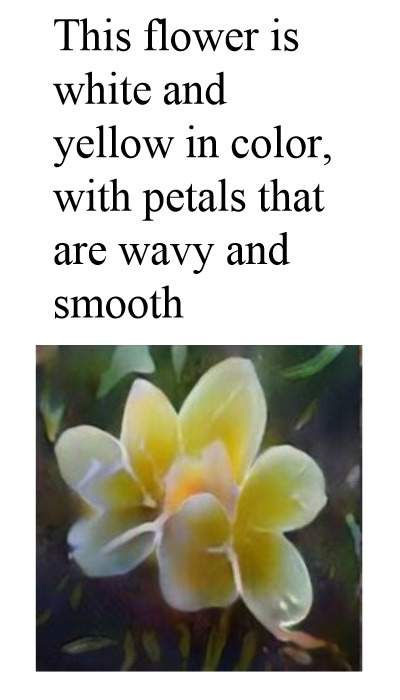 This flower is
white and
yellow in color,
with petals that
are wavy and
smooth